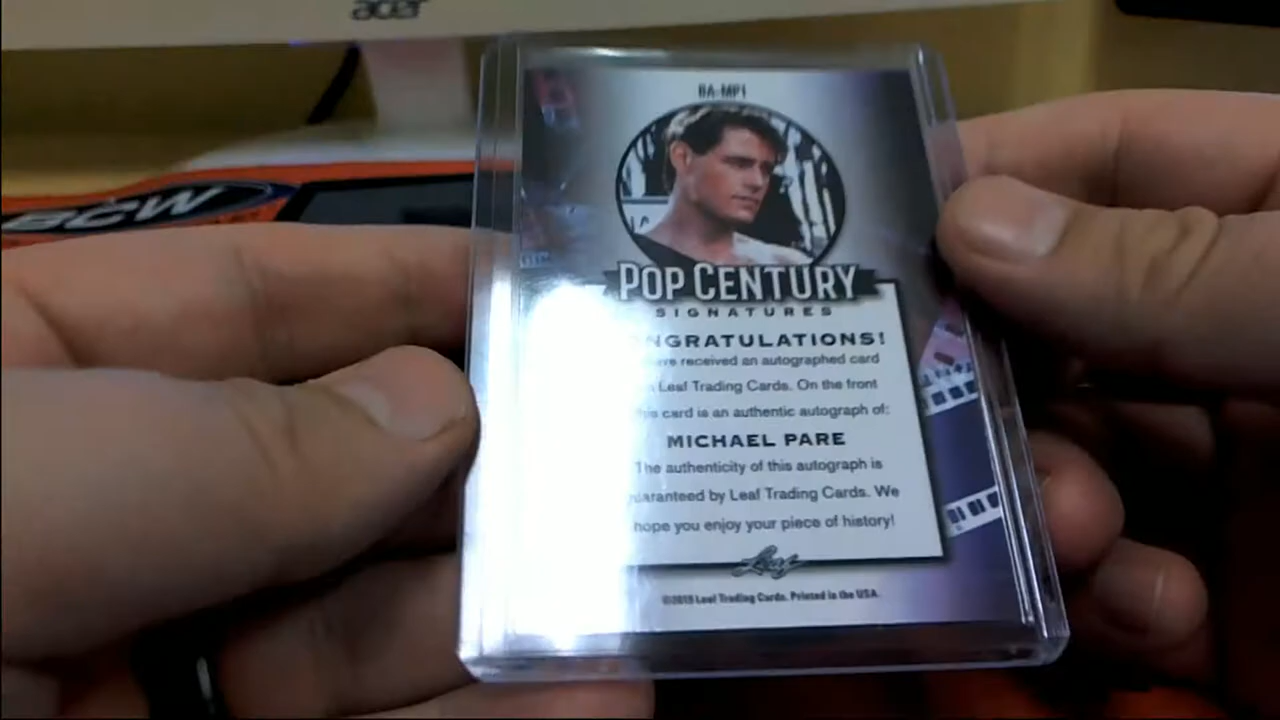 acer
BCW
BA-MP1
POP CENTURY
SIGNATURES
NGRATULATIONS!
received an autographed card
Leaf Trading Cards. On the front
this card is an authentic autograph of:
MICHAEL PARE
The authenticity of this autograph is
guaranteed by Leaf Trading Cards. We
hope you enjoy your piece of history!
Leaf
Leaf Trading Cards. Printed in the USA.